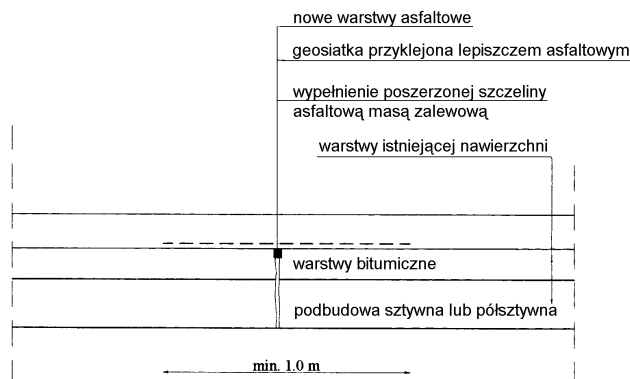 nowe warstwy asfaltowe
geosiatka przyklejona lepiszczem asfaltowym
wypełnienie poszerzonej szczeliny
asfaltową masą zalewową
warstwy istniejącej nawierzchni
warstwy bitumiczne
podbudowa sztywna lub półsztywna
min. 1.0 m